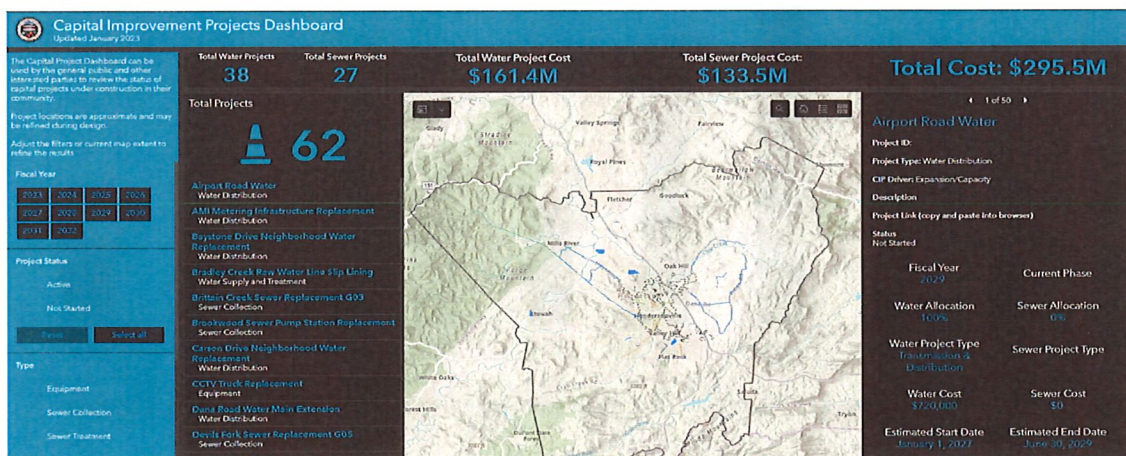 Capital Improvement Projects Dashboard
Updated January 2023
The Capital Project Dashboard can be
used by the general public and other
interested parties to review the status of
capital projects under construction in their
community.
Project locations are approximate and may
be refined during design.
Adjust the filters or current map extent to
refine the results
Fiscal Year
2023 2024 2025 2026
2027 2028 2029 2030
2031 2032
Project Status
Active
Not Started
Reset Select all
Type
Equipment
Sewer Collection
Sewer Treatment
Total Water Projects
38
Total Sewer Projects
27
Total Water Project Cost
$161.4M
Total Sewer Project Cost:
$133.5M
Total Cost: $295.5M
Total Projects
62
Airport Road Water
Water Distribution
AMI Metering Infrastructure Replacement
Water Distribution
Baystone Drive Neighborhood Water
Replacement
Water Distribution
Bradley Creek Raw Water Line Slip Lining
Water Supply and Treatment
Brittain Creek Sewer Replacement G03
Sewer Collection
Brookwood Sewer Pump Station Replacement
Sewer Collection
Carson Drive Neighborhood Water
Replacement
Water Distribution
CCTV Truck Replacement
Equipment
Dana Road Water Main Extension
Water Distribution
Devils Fork Sewer Replacement G05
Sewer Collection
Stradley
Mountain
Valley Springs
Fairview
Royal Pines
Fletcher
Goodluck
Mills River
Oak Hill
Etowah
Hendersonville
Valley Hill
Flat Rock
White Oaks
Saluda
Tryon
1 of 50
Airport Road Water
Project ID:
Project Type: Water Distribution
CIP Driver: Expansion/Capacity
Description
Project Link (copy and paste into browser)
Status
Not Started
Fiscal Year
2029
Current Phase
Water Allocation
100%
Sewer Allocation
0%
Water Project Type
Transmission &
Distribution
Sewer Project Type
Water Cost
$720,000
Sewer Cost
$0
Estimated Start Date
January 1, 2027
Estimated End Date
June 30, 2029